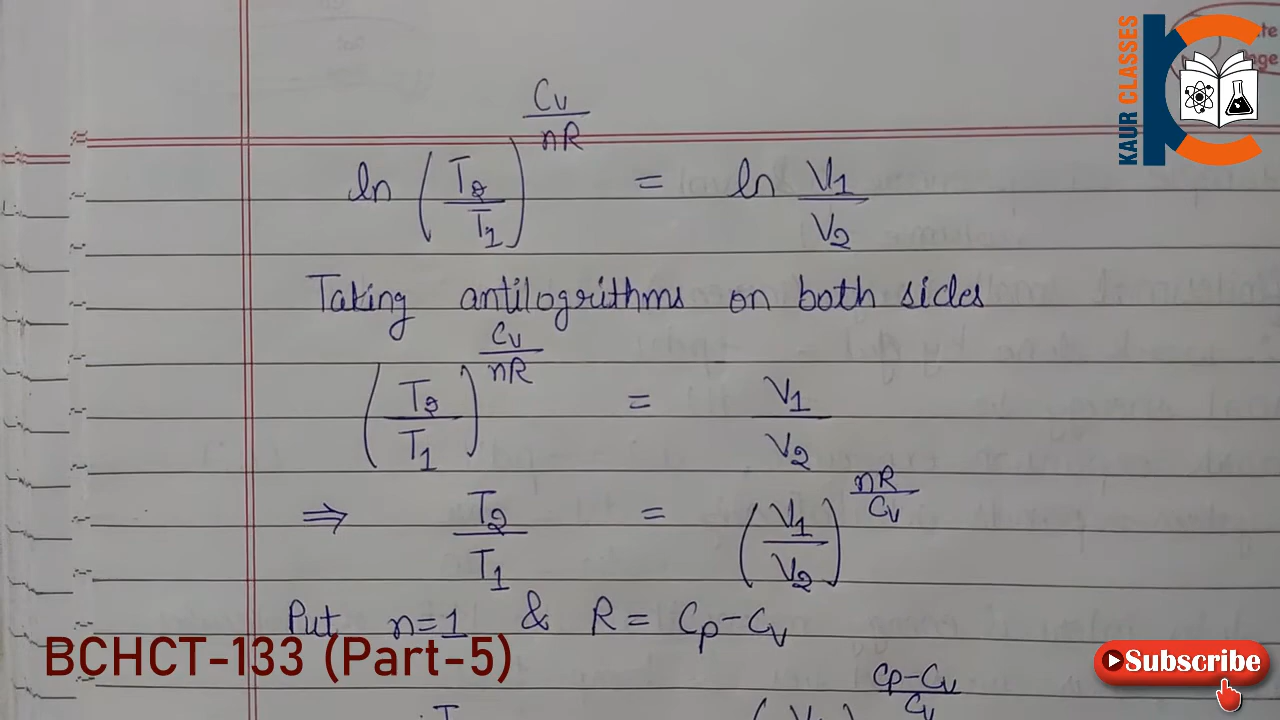 KAUR CLASSES
ln (T2/T1)^(Cv/nR) = ln V1/V2
Taking antilogrithms on both sides
(T2/T1)^(Cv/nR) = V1/V2
⇒ T2/T1 = (V1/V2)^(nR/Cv)
Put n=1 & R = Cp-Cv
BCHCT-133 (Part-5)
Subscribe
Cp-Cv